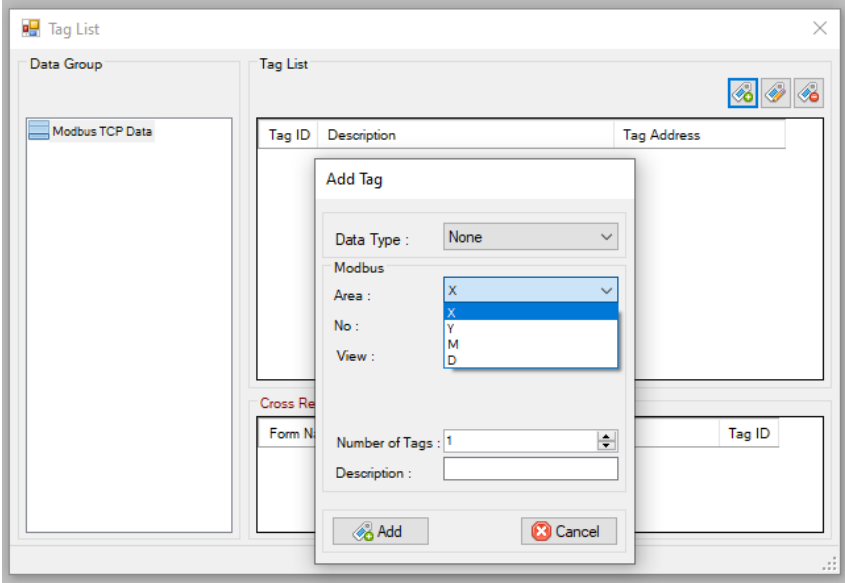 Tag List
Data Group
Tag List
Modbus TCP Data
Tag ID Description Tag Address
Add Tag
Data Type : None
Modbus
Area : X
X
Y
M
D
No :
View :
Number of Tags : 1
Description :
Add Cancel
Cross Re
Form Tag ID